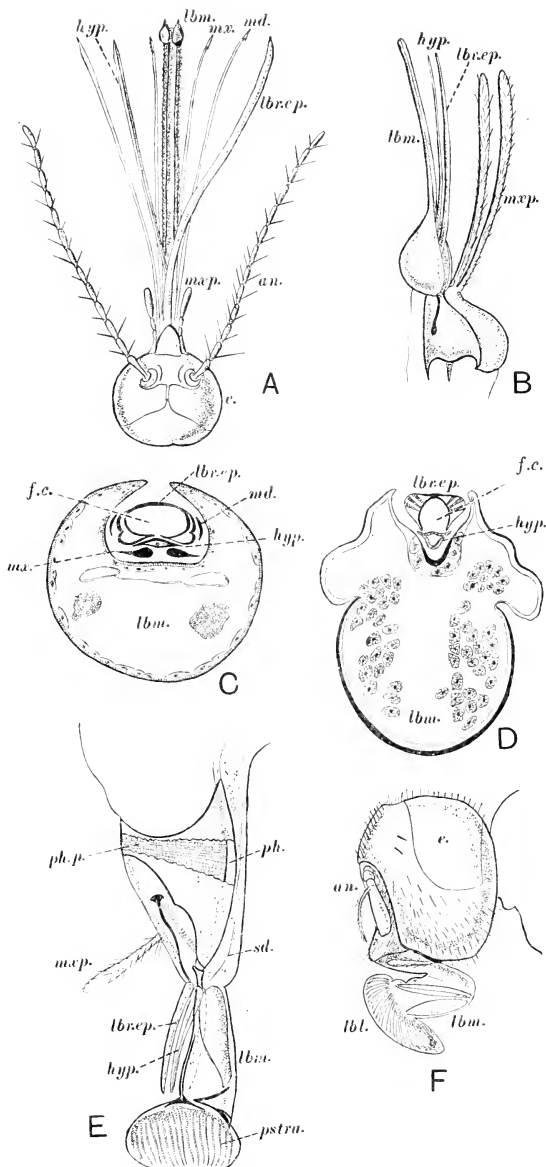 hyp.
lbm.
mx.
md.
lbr.ep.
mxp.
an.
e.
A
hyp.
lbr.ep.
lbm.
mxp.
B
lbr.ep.
f.c.
md.
hyp.
mx.
lbm.
C
lbr.ep.
f.c.
hyp.
lbm.
D
ph.p.
ph.
mxp.
sd.
lbr.ep.
hyp.
lbm.
E
pstra.
e.
an.
lbl.
lbm.
F